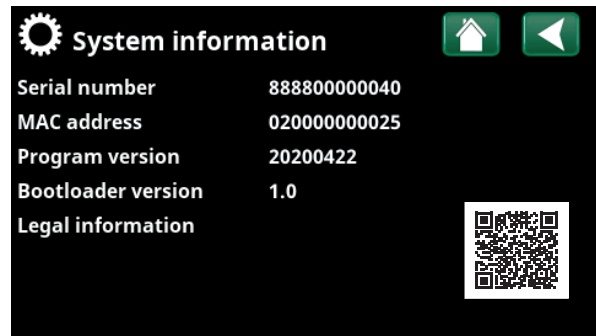 System information
Serial number 888800000040
MAC address 020000000025
Program version 20200422
Bootloader version 1.0
Legal information